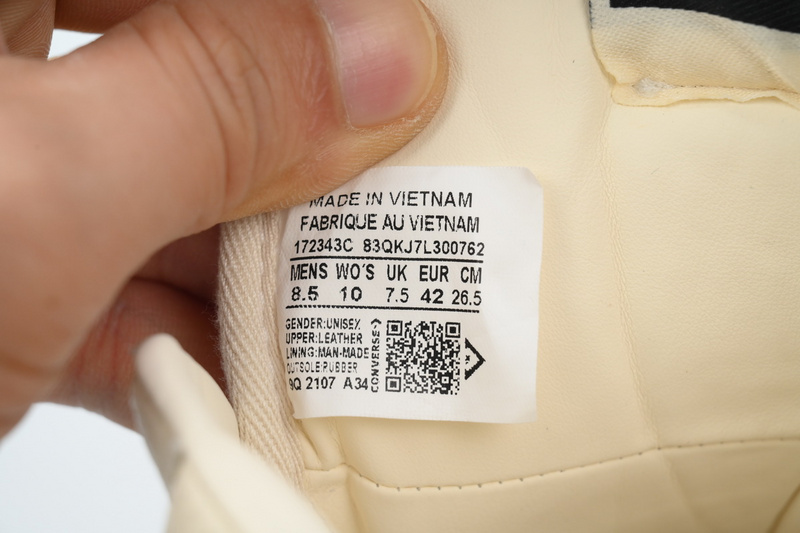 MADE IN VIETNAM
FABRIQUE AU VIETNAM
172343C 83QKJ7L300762
MENS WO'S UK EUR CM
8.5 10 7.5 42 26.5
GENDER:UNISEX
UPPER:LEATHER
LINING:MAN-MADE
OUTSOLE:RUBBER
9Q 2107 A34
CONVERSE